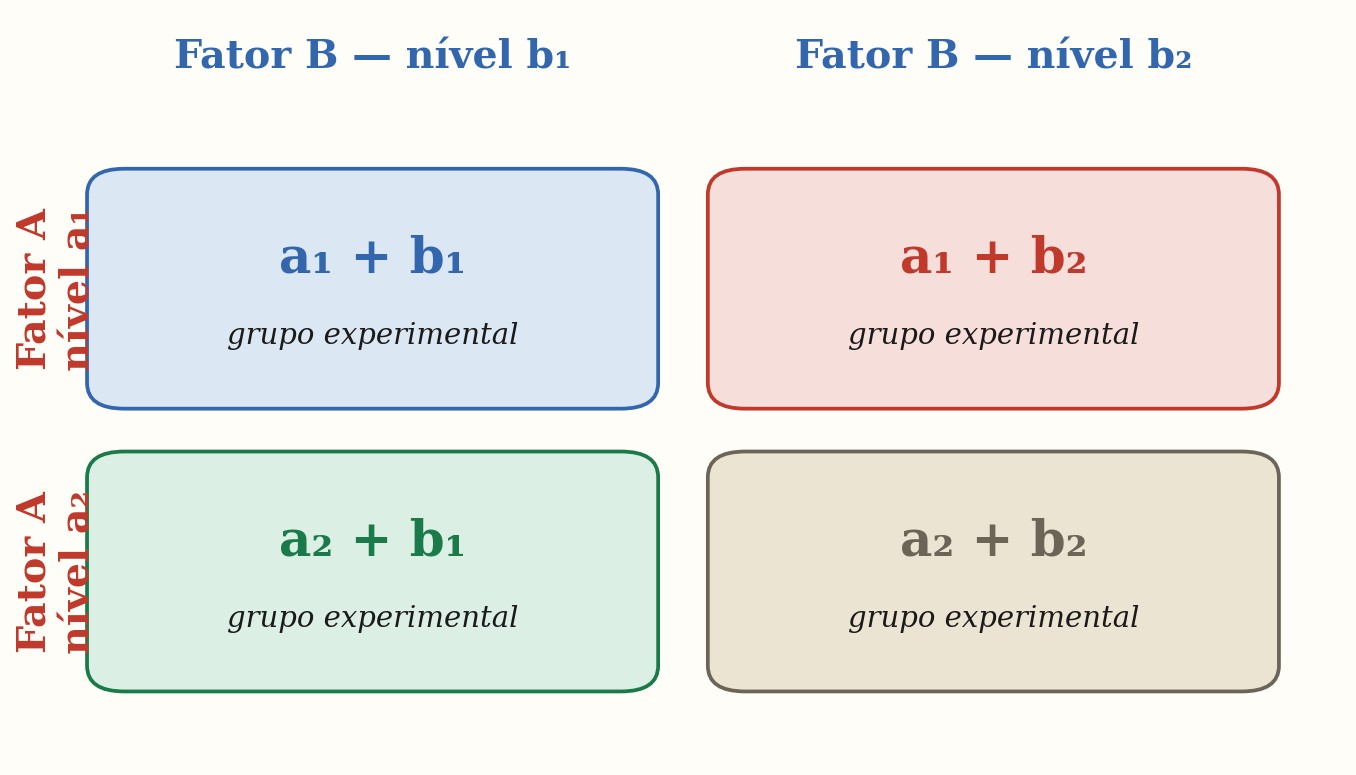 Fator B — nível b₁
Fator B — nível b₂
Fator A
nível a₁
a₁ + b₁
grupo experimental
a₁ + b₂
grupo experimental
Fator A
nível a₂
a₂ + b₁
grupo experimental
a₂ + b₂
grupo experimental